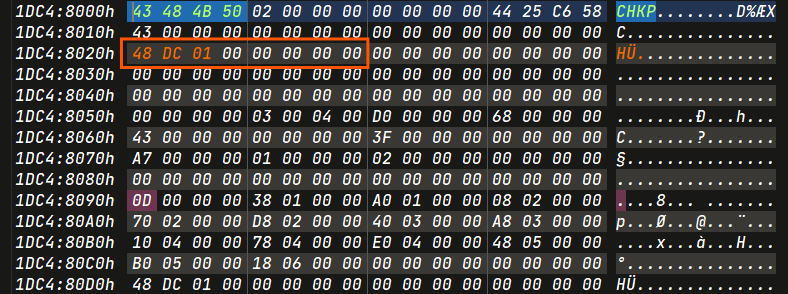 1DC4:8000h 43 48 4B 50 02 00 00 00 00 00 00 00 44 25 C6 58 CHKP........D%ÆX
1DC4:8010h 43 00 00 00 00 00 00 00 00 00 00 00 00 00 00 00 C...............
1DC4:8020h 48 DC 01 00 00 00 00 00 00 00 00 00 00 00 00 00 HÜ..............
1DC4:8030h 00 00 00 00 00 00 00 00 00 00 00 00 00 00 00 00 ................
1DC4:8040h 00 00 00 00 00 00 00 00 00 00 00 00 00 00 00 00 ................
1DC4:8050h 00 00 00 00 03 00 04 00 D0 00 00 00 68 00 00 00 ........Ð...h...
1DC4:8060h 43 00 00 00 00 00 00 00 3F 00 00 00 00 00 00 00 C.......?.......
1DC4:8070h A7 00 00 00 01 00 00 00 02 00 00 00 00 00 00 00 §...............
1DC4:8080h 00 00 00 00 00 00 00 00 00 00 00 00 00 00 00 00 ................
1DC4:8090h 0D 00 00 00 38 01 00 00 A0 01 00 00 08 02 00 00 ....8... .......
1DC4:80A0h 70 02 00 00 D8 02 00 00 40 03 00 00 A8 03 00 00 p...Ø...@...¨...
1DC4:80B0h 10 04 00 00 78 04 00 00 E0 04 00 00 48 05 00 00 ....x...à...H...
1DC4:80C0h B0 05 00 00 18 06 00 00 00 00 00 00 00 00 00 00 °...............
1DC4:80D0h 48 DC 01 00 00 00 00 00 00 00 00 00 00 00 00 00 HÜ..............